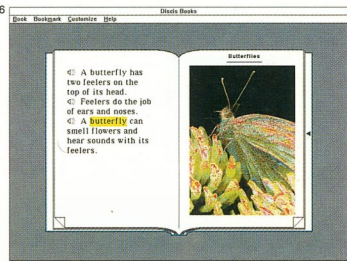 6
Discis Books
Book Bookmark Customize Help
A butterfly has
two feelers on the
top of its head.
Feelers do the job
of ears and noses.
A butterfly can
smell flowers and
hear sounds with its
feelers.
Butterflies